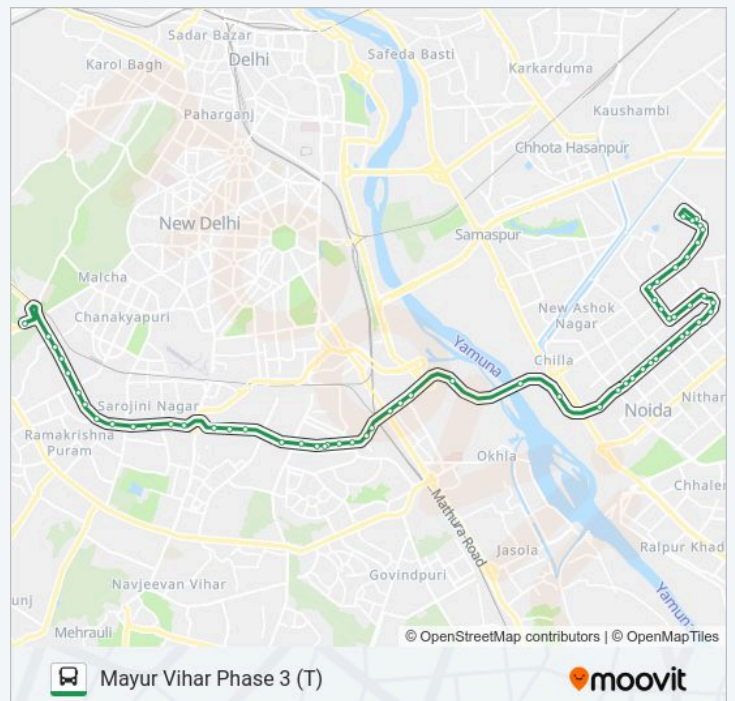 Sadar Bazar
Delhi
Safeda Basti
Karol Bagh
Karkarduma
Paharganj
Kaushambi
Chhota Hasanpur
New Delhi
Samaspur
Malcha
Chanakyapuri
New Ashok
Nagar
Yamuna
Chilla
Sarojini Nagar
Noida
Nithar
Ramakrishna
Puram
Okhla
Chhaler
Mathura Road
Jasola
Ralpur Khad
Govindpuri
Navjeevan Vihar
Yamuna
unj
Mehrauli
© OpenStreetMap contributors | © OpenMapTiles
Mayur Vihar Phase 3 (T)
moovit